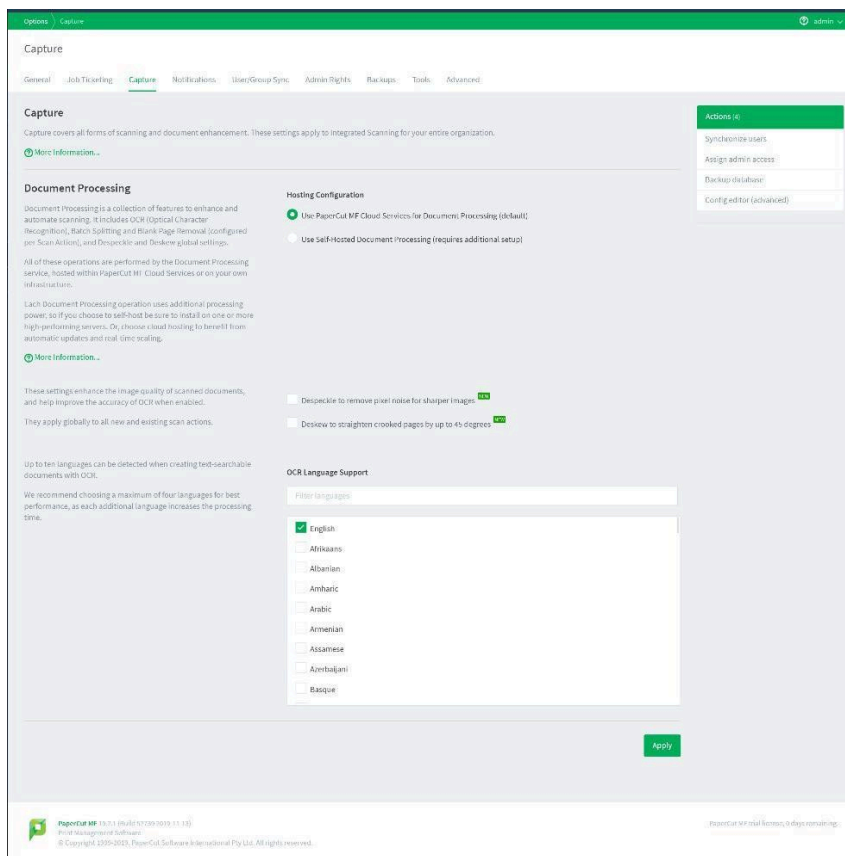 Options Capture
admin
Capture
General Job Ticketing Capture Notifications User/Group Sync Admin Rights Backups Tools Advanced
Capture
Capture covers all forms of scanning and document enhancement. These settings apply to Integrated Scanning for your entire organization.
More Information...
Actions (4)
Synchronize users
Assign admin access
Backup database
Config editor (advanced)
Document Processing
Document Processing is a collection of features to enhance and
automate scanning. It includes OCR (Optical Character
Recognition), Batch Splitting and Blank Page Removal (configured
per Scan Action), and Despeckle and Deskew global settings.
All of these operations are performed by the Document Processing
service, hosted within PaperCut MF Cloud Services or on your own
infrastructure.
Each Document Processing operation uses additional processing
power, so if you choose to self-host be sure to install on one or more
high-performing servers. Or, choose cloud hosting to benefit from
automatic updates and real time scaling.
More Information...
Hosting Configuration
Use PaperCut MF Cloud Services for Document Processing (default)
Use Self-Hosted Document Processing (requires additional setup)
These settings enhance the image quality of scanned documents,
and help improve the accuracy of OCR when enabled.
They apply globally to all new and existing scan actions.
Despeckle to remove pixel noise for sharper images NEW
Deskew to straighten crooked pages by up to 45 degrees NEW
Up to ten languages can be detected when creating text-searchable
documents with OCR.
We recommend choosing a maximum of four languages for best
performance, as each additional language increases the processing
time.
OCR Language Support
Filter languages
English
Afrikaans
Albanian
Amharic
Arabic
Armenian
Assamese
Azerbaijani
Basque
Apply
PaperCut MF
Print Management Software
© Copyright 1999-2019, PaperCut Software International Pty Ltd. All rights reserved.
PaperCut MF trial license, days remaining.